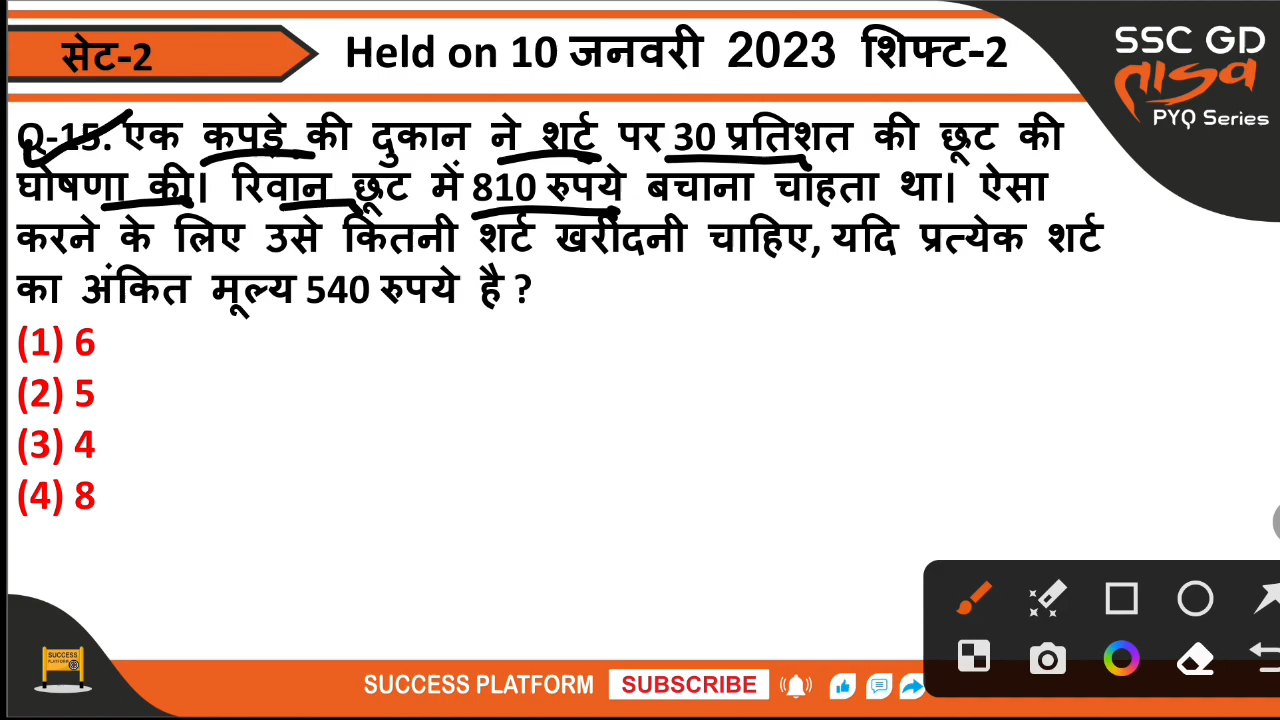 सेट-2
Held on 10 जनवरी 2023 शिफ्ट-2
SSC GD
PYQ Series
Q-15. एक कपड़े की दुकान ने शर्ट पर 30 प्रतिशत की छूट की
घोषणा की। रिवान छूट में 810 रुपये बचाना चाहता था। ऐसा
करने के लिए उसे कितनी शर्ट खरीदनी चाहिए, यदि प्रत्येक शर्ट
का अंकित मूल्य 540 रुपये है ?
(1) 6
(2) 5
(3) 4
(4) 8
SUCCESS
PLATFORM
SUCCESS PLATFORM
SUBSCRIBE